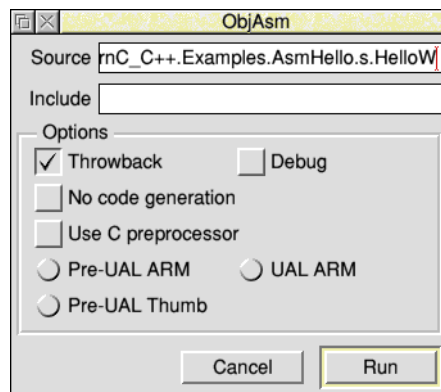 ObjAsm
Source rnC_C++.Examples.AsmHello.s.HelloW
Include
Options
Throwback Debug
No code generation
Use C preprocessor
Pre-UAL ARM UAL ARM
Pre-UAL Thumb
Cancel Run